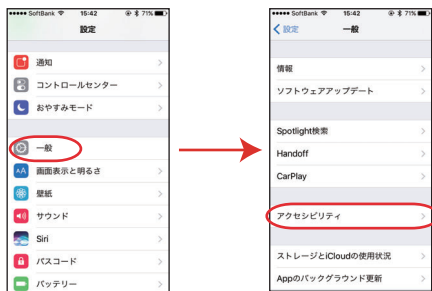 SoftBank 15:42 71%
設定
通知
コントロールセンター
おやすみモード
一般
画面表示と明るさ
壁紙
サウンド
Siri
パスコード
バッテリー
SoftBank 15:42 71%
設定 一般
情報
ソフトウェアアップデート
Spotlight検索
Handoff
CarPlay
アクセシビリティ
ストレージとiCloudの使用状況
Appのバックグラウンド更新